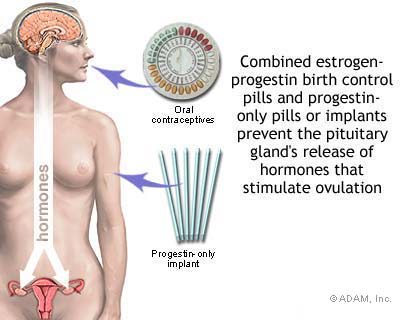 Combined estrogen-
progestin birth control
pills and progestin-
only pills or implants
prevent the pituitary
gland's release of
hormones that
stimulate ovulation
Oral
contraceptives
hormones
Progestin-only
implant
©ADAM, Inc.